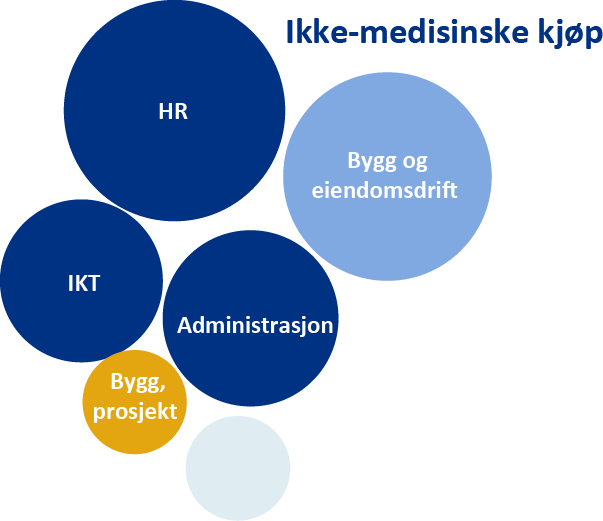 Ikke-medisinske kjøp
HR
Bygg og
eiendomsdrift
IKT
Administrasjon
Bygg,
prosjekt